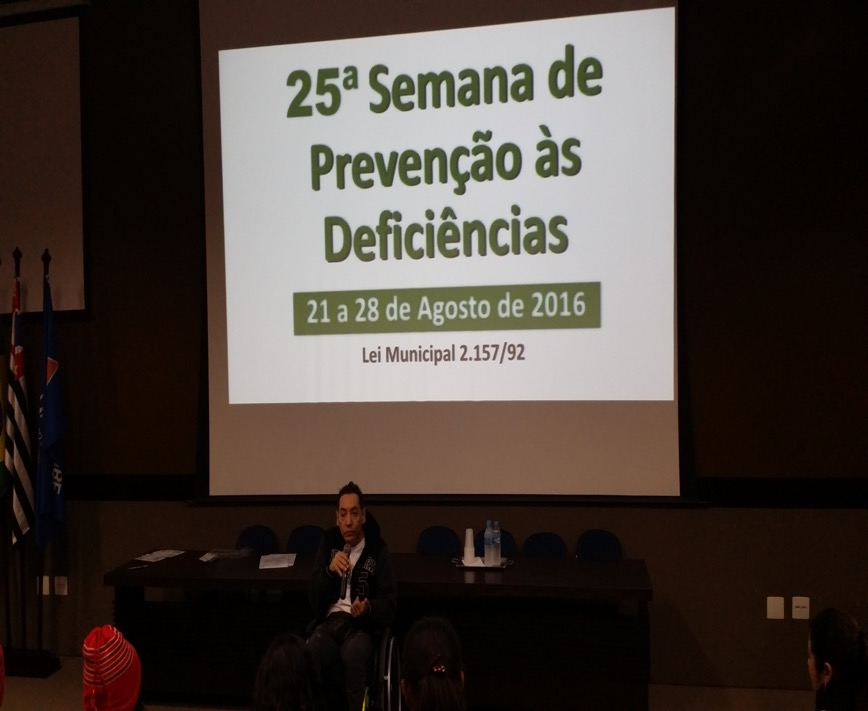 25ª Semana de
Prevenção às
Deficiências
21 a 28 de Agosto de 2016
Lei Municipal 2.157/92